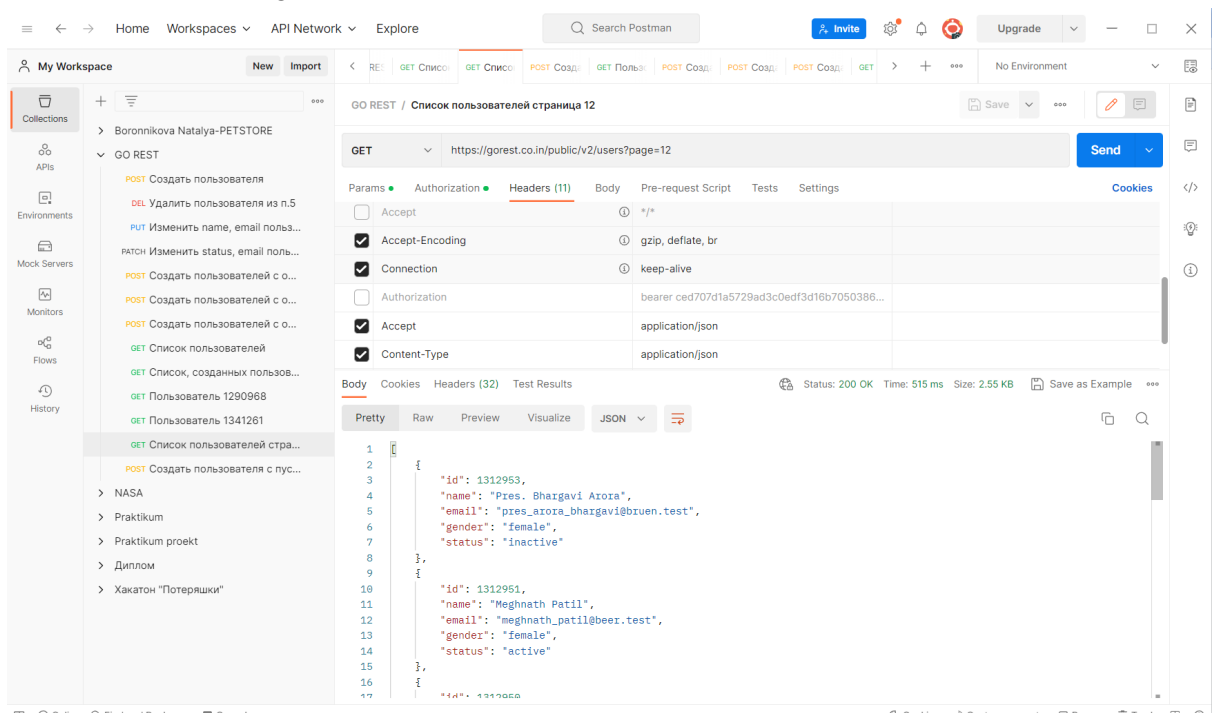 Home Workspaces API Network Explore Search Postman Invite Upgrade
My Workspace New Import GET Списо GET Списо POST Созд GET Поль POST Созд POST Созд POST Созд GET No Environment
Collections
APIs
Environments
Mock Servers
Monitors
Flows
History
Boronnikova Natalya-PETSTORE
GO REST
POST Создать пользователя
DEL Удалить пользователя из п.5
PUT Изменить name, email польз...
PATCH Изменить status, email поль...
POST Создать пользователей с о...
POST Создать пользователей с о...
POST Создать пользователей с о...
GET Список пользователей
GET Список, созданных пользов...
GET Пользователь 1290968
GET Пользователь 1341261
GET Список пользователей стра...
POST Создать пользователя с пус...
NASA
Praktikum
Praktikum proekt
Диплом
Хакатон "Потеряшки"
GO REST / Список пользователей страница 12 Save
GET https://gorest.co.in/public/v2/users?page=12 Send
Params Authorization Headers (11) Body Pre-request Script Tests Settings Cookies
Accept */*
Accept-Encoding gzip, deflate, br
Connection keep-alive
Authorization bearer ced707d1a5729ad3c0edf3d16b7050386...
Accept application/json
Content-Type application/json
Body Cookies Headers (32) Test Results Status: 200 OK Time: 515 ms Size: 2.55 KB Save as Example
Pretty Raw Preview Visualize JSON
1 [
2 {
3 "id": 1312953,
4 "name": "Pres. Bhargavi Arora",
5 "email": "pres_arora_bhargavi@bruen.test",
6 "gender": "female",
7 "status": "inactive"
8 },
9 {
10 "id": 1312951,
11 "name": "Meghnath Patil",
12 "email": "meghnath_patil@beer.test",
13 "gender": "female",
14 "status": "active"
15 },
16 {
17 "id": 1312950